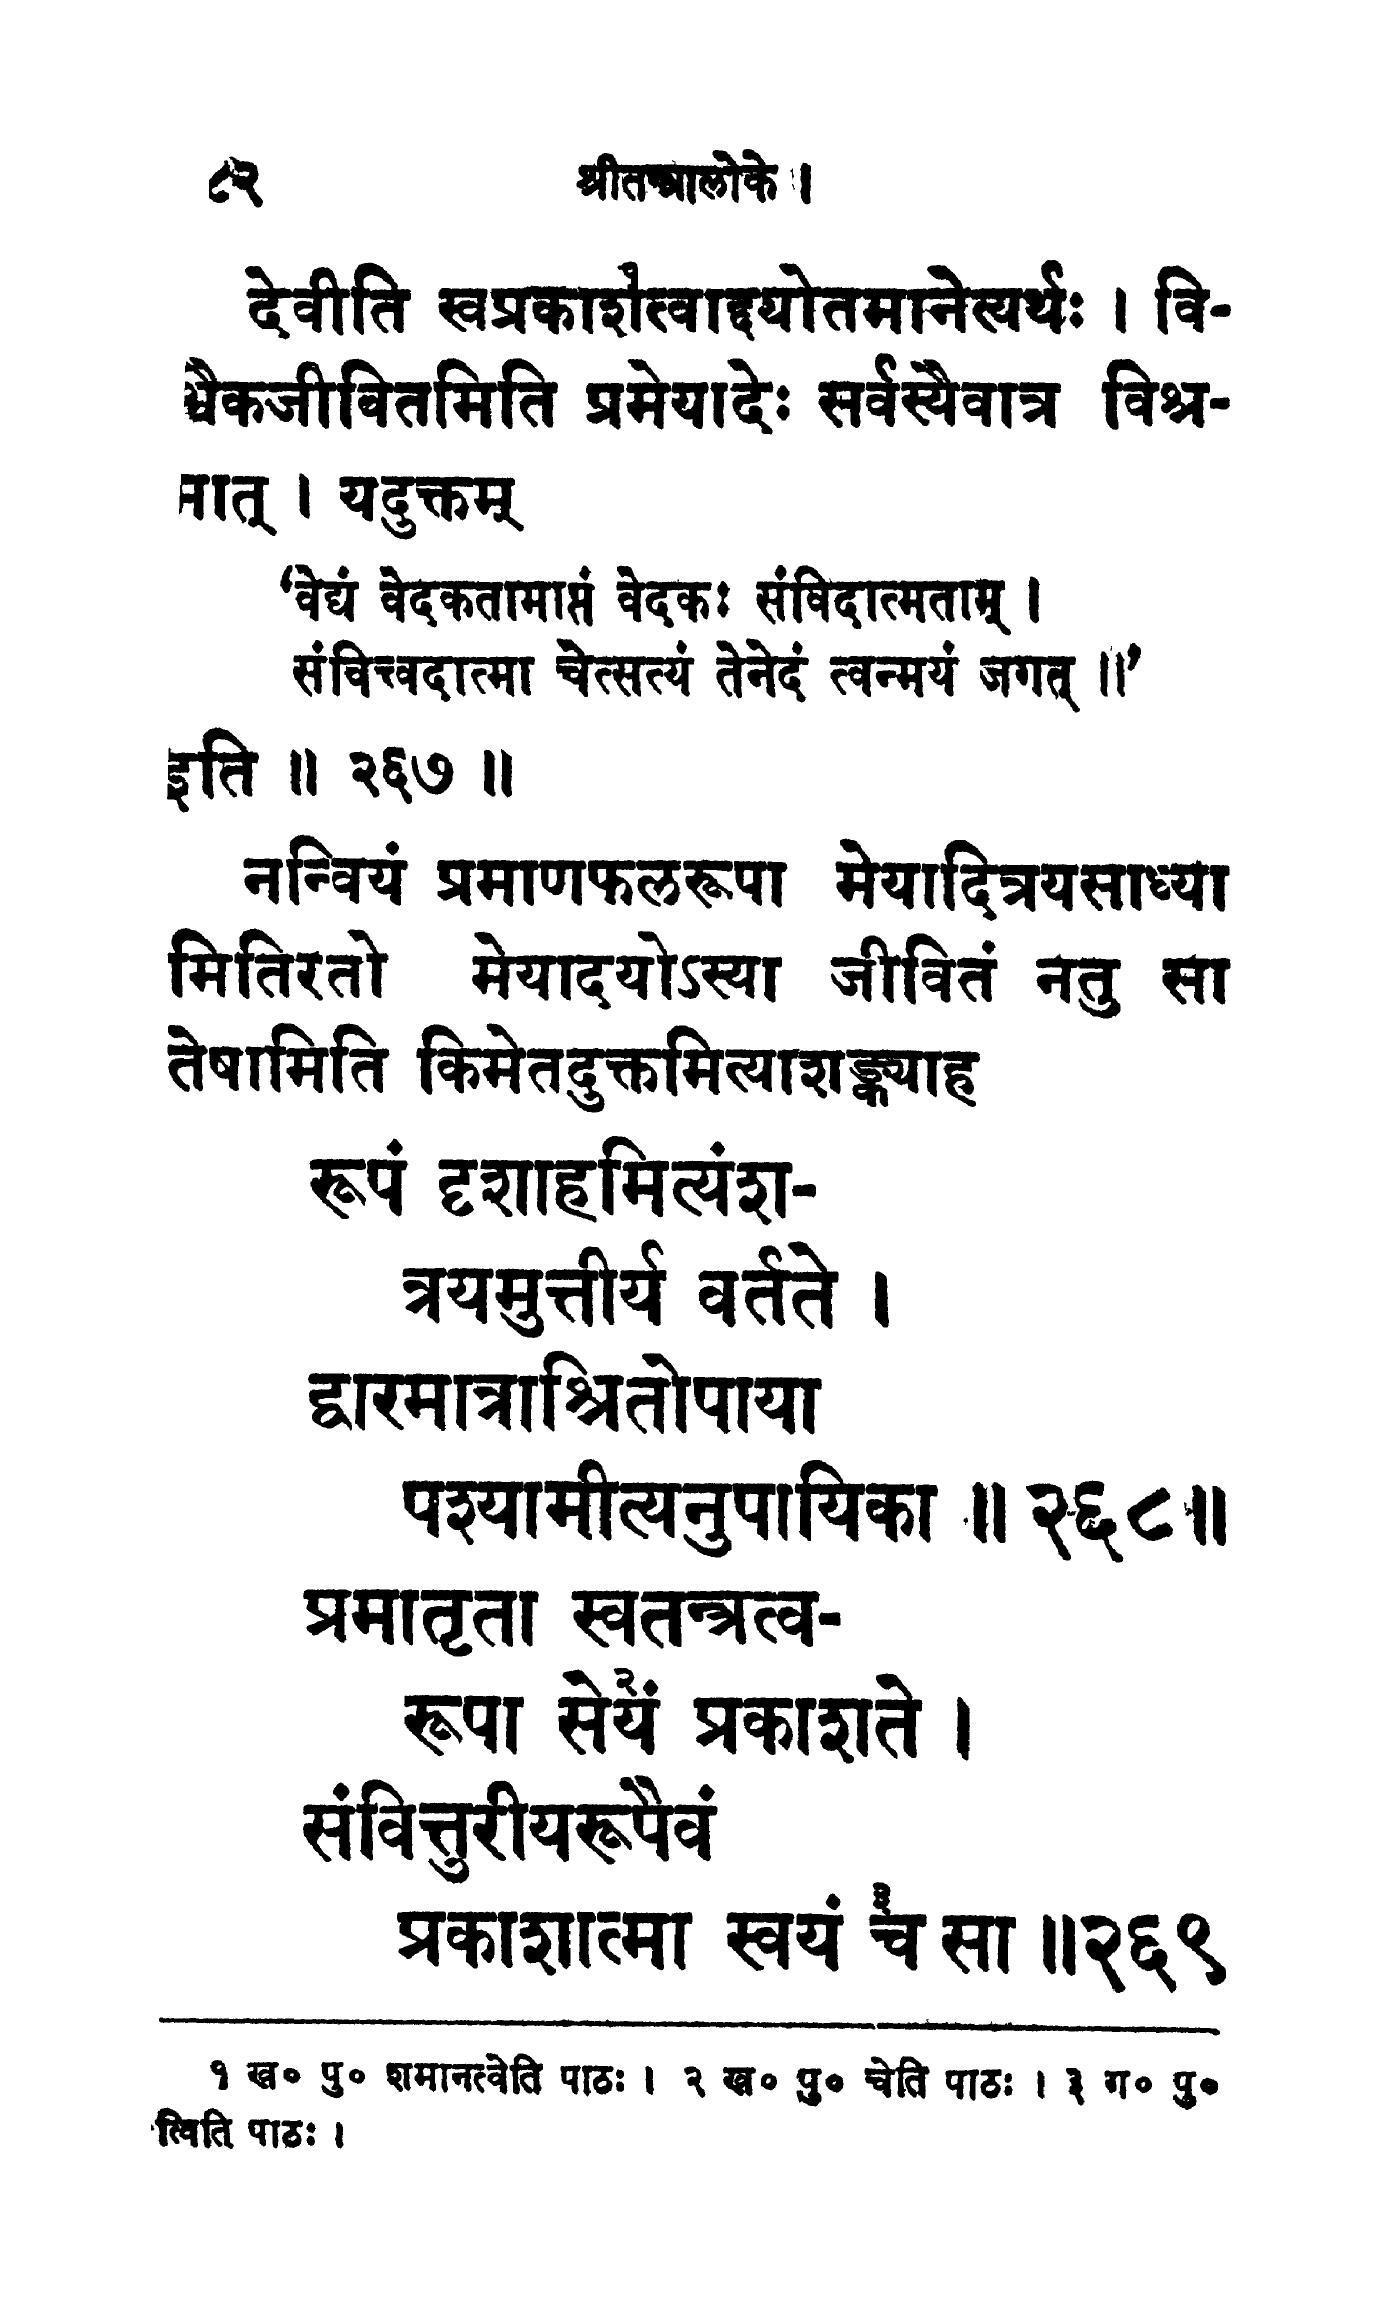 ८२ श्रीतन्त्रालोके ।
देवीति स्वप्रकाश१त्वाद्द्योतमानेत्यर्थः । वि-
श्वैकजीवितमिति प्रमेयादेः सर्वस्यैवात्र विश्र-
मात् । यदुक्तम्
‘वेद्यं वेदकतामाप्तं वेदकः संविदात्मताम् ।
संवित्त्वदात्मा चेत्सत्यं तेनेदं त्वन्मयं जगत् ॥’
इति ॥ २६७ ॥
नन्वियं प्रमाणफलरूपा मेयादित्रयसाध्या
मितिरतो मेयादयोऽस्या जीवितं नतु सा
तेषामिति किमेतदुक्तमित्याशङ्क्याह
रूपं दृशाहमित्यंश-
त्रयमुत्तीर्य वर्तते ।
द्वारमात्राश्रितोपाया
पश्यामीत्यनुपायिका ॥ २६८ ॥
प्रमातृता स्वतन्त्रत्व-
रूपा सेयं२ प्रकाशते ।
संवित्तुरीयरूपैवं
प्रकाशात्मा स्वयं च३ सा ॥२६९
१ ख० पु० शमानत्वेति पाठः । २ ख० पु० चेति पाठः । ३ ग० पु०
त्विति पाठः ।